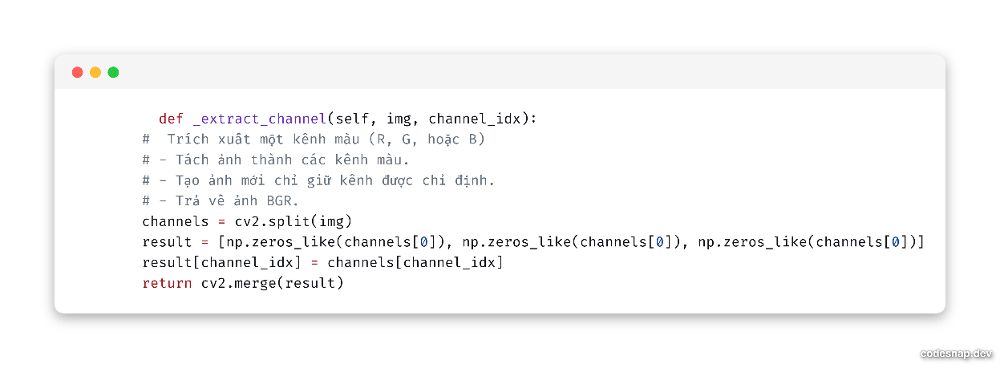 def _extract_channel(self, img, channel_idx):
#  Trích xuất một kênh màu (R, G, hoặc B)
# - Tách ảnh thành các kênh màu.
# - Tạo ảnh mới chỉ giữ kênh được chỉ định.
# - Trả về ảnh BGR.
channels = cv2.split(img)
result = [np.zeros_like(channels[0]), np.zeros_like(channels[0]), np.zeros_like(channels[0])]
result[channel_idx] = channels[channel_idx]
return cv2.merge(result)
codesnap.dev